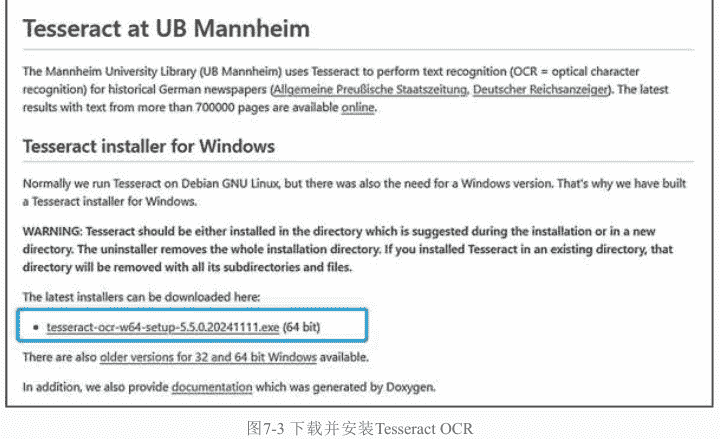 Tesseract at UB Mannheim
The Mannheim University Library (UB Mannheim) uses Tesseract to perform text recognition (OCR = optical character
recognition) for historical German newspapers (Allgemeine Preußische Staatszeitung, Deutscher Reichsanzeiger). The latest
results with text from more than 700000 pages are available online.
Tesseract installer for Windows
Normally we run Tesseract on Debian GNU Linux, but there was also the need for a Windows version. That's why we have built
a Tesseract installer for Windows.
WARNING: Tesseract should be either installed in the directory which is suggested during the installation or in a new
directory. The uninstaller removes the whole installation directory. If you installed Tesseract in an existing directory, that
directory will be removed with all its subdirectories and files.
The latest installers can be downloaded here:
• tesseract-ocr-w64-setup-5.5.0.20241111.exe (64 bit)
There are also older versions for 32 and 64 bit Windows available.
In addition, we also provide documentation which was generated by Doxygen.
图7-3 下载并安装Tesseract OCR